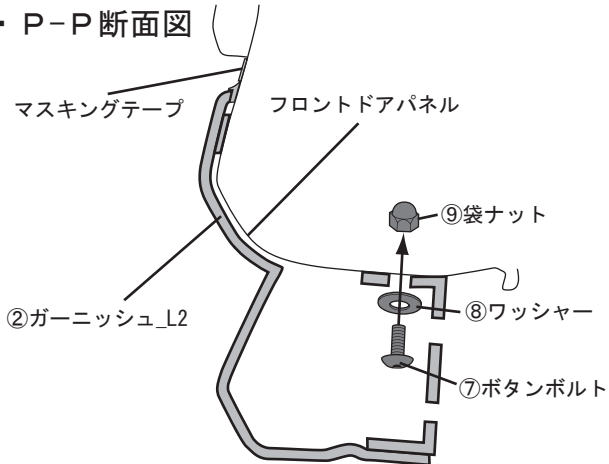 ・P-P断面図
マスキングテープ
フロントドアパネル
⑨袋ナット
②ガーニッシュ_L2
⑧ワッシャー
⑦ボタンボルト